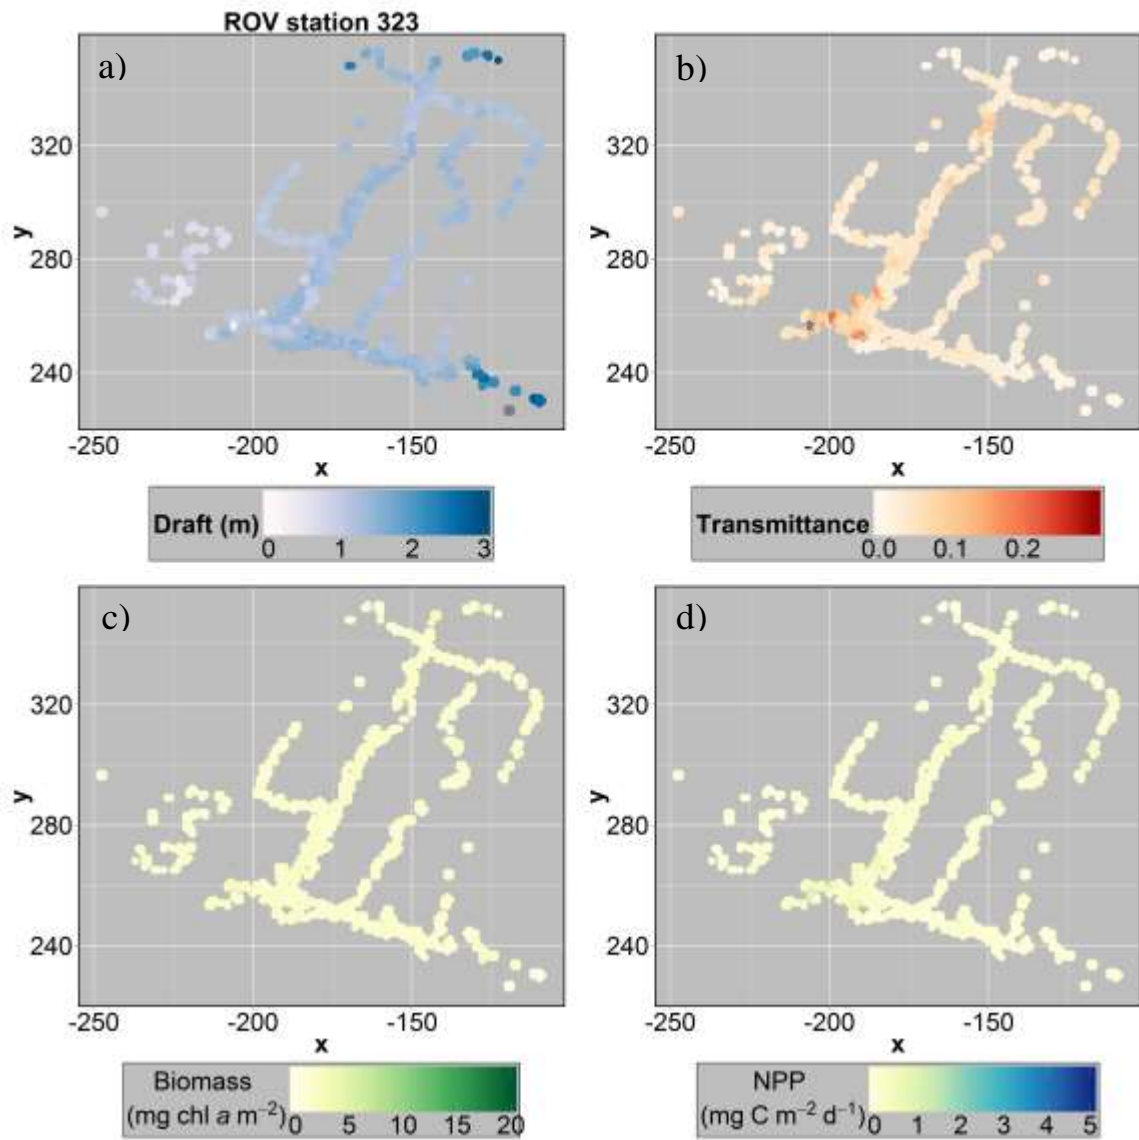 ROV station 323
a)
b)
320
280
240
y
-250 -200 -150
x
320
280
240
y
-250 -200 -150
x
Draft (m)
0 1 2 3
Transmittance
0.0 0.1 0.2
c)
d)
320
280
240
y
-250 -200 -150
x
320
280
240
y
-250 -200 -150
x
Biomass
(mg chl a m⁻²)
0 5 10 15 20
NPP
(mg C m⁻² d⁻¹)
0 1 2 3 4 5